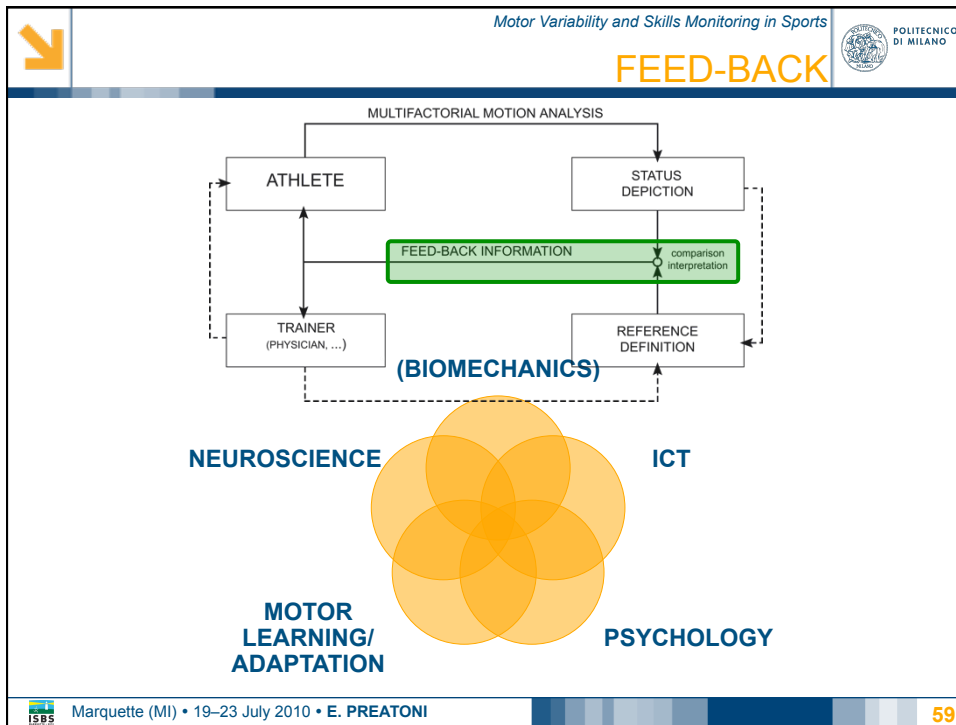 Motor Variability and Skills Monitoring in Sports
POLITECNICO
DI MILANO
FEED-BACK
MULTIFACTORIAL MOTION ANALYSIS
ATHLETE
STATUS
DEPICTION
FEED-BACK INFORMATION
comparison
interpretation
TRAINER
(PHYSICIAN, ...)
REFERENCE
DEFINITION
(BIOMECHANICS)
NEUROSCIENCE
ICT
MOTOR
LEARNING/
ADAPTATION
PSYCHOLOGY
ISBS
Marquette (MI) • 19–23 July 2010 • E. PREATONI
59